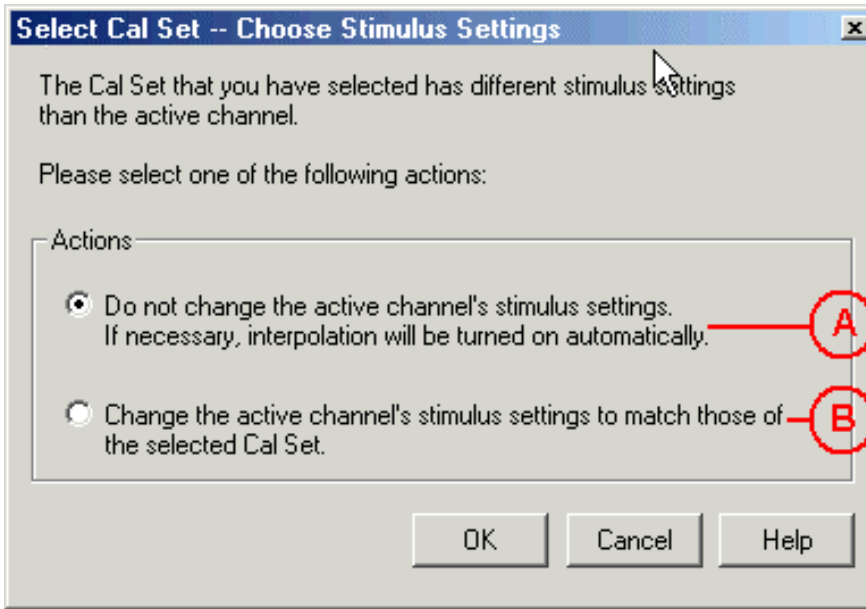 Select Cal Set -- Choose Stimulus Settings
The Cal Set that you have selected has different stimulus settings
than the active channel.
Please select one of the following actions:
Actions
Do not change the active channel's stimulus settings.
If necessary, interpolation will be turned on automatically.
A
Change the active channel's stimulus settings to match those of
the selected Cal Set.
B
OK
Cancel
Help